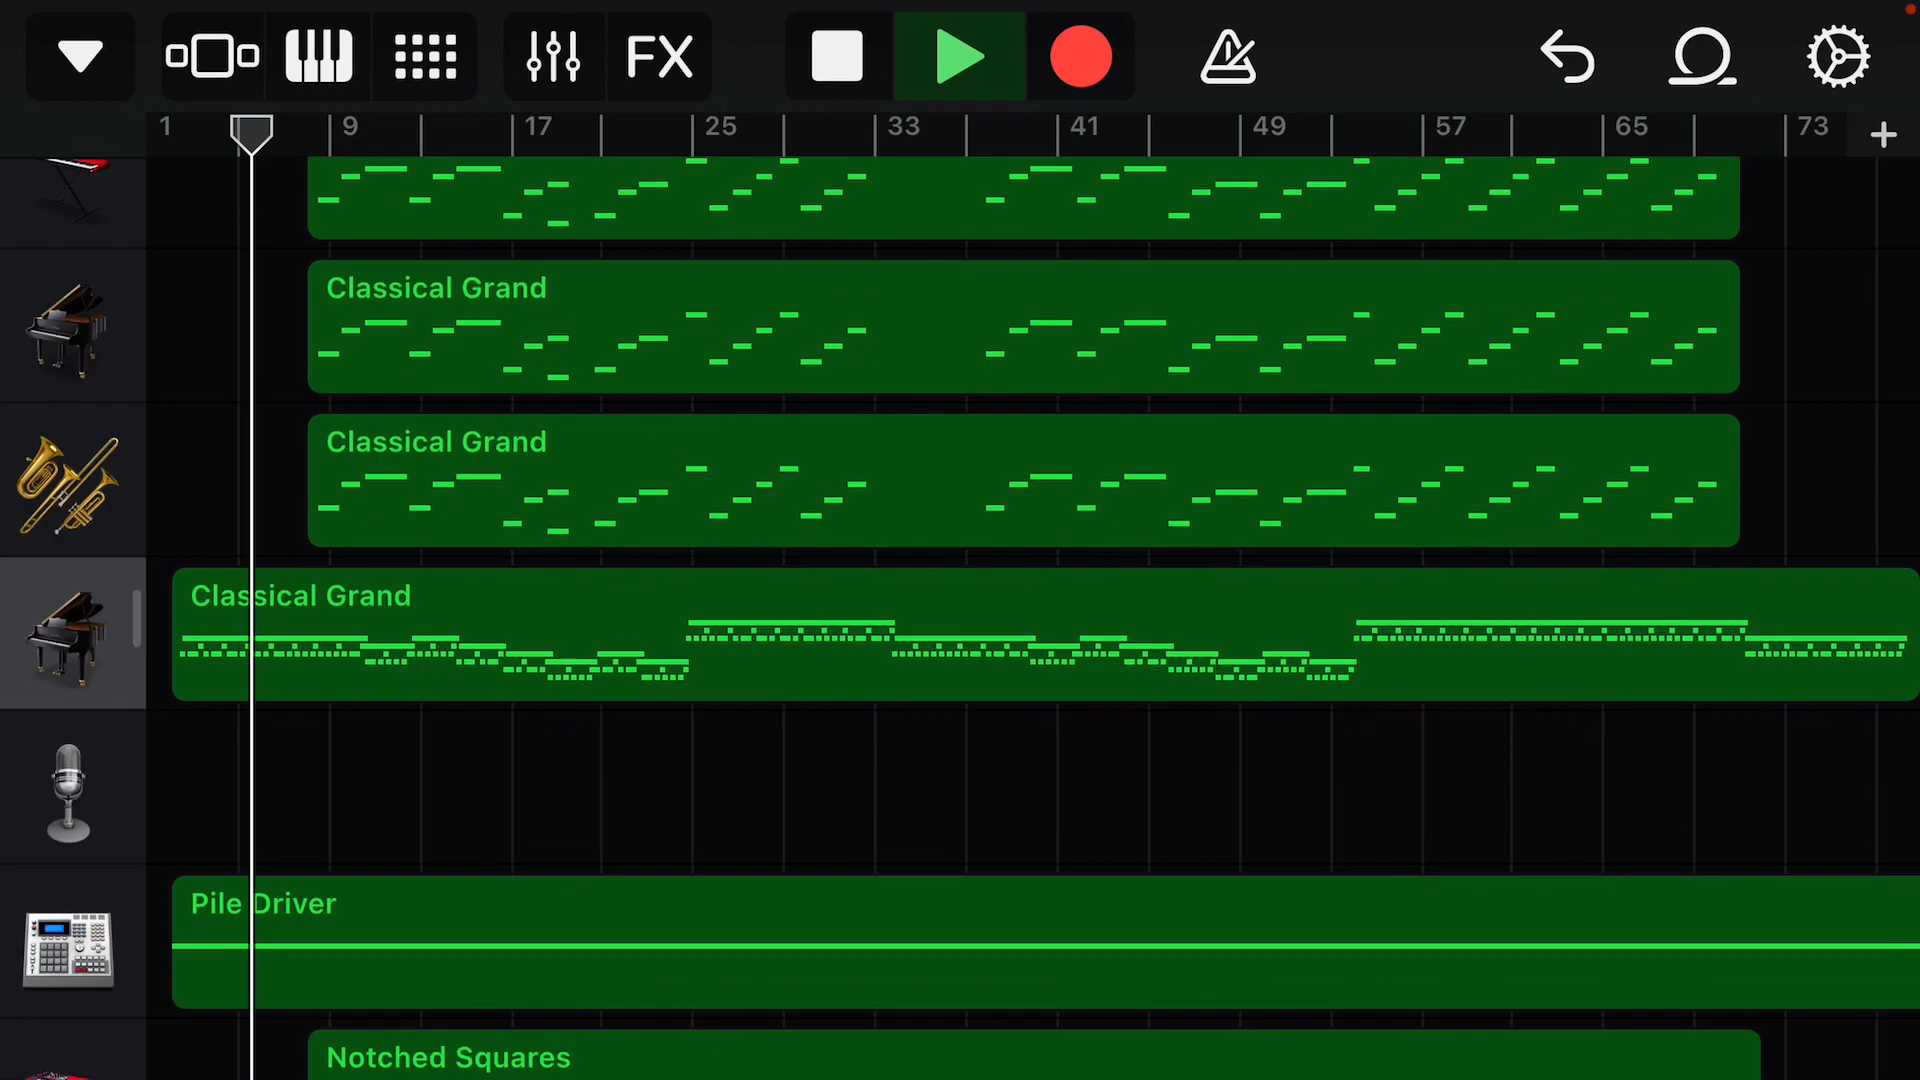 FX
1 9 17 25 33 41 49 57 65 73 +
Classical Grand
Classical Grand
Classical Grand
Pile Driver
Notched Squares